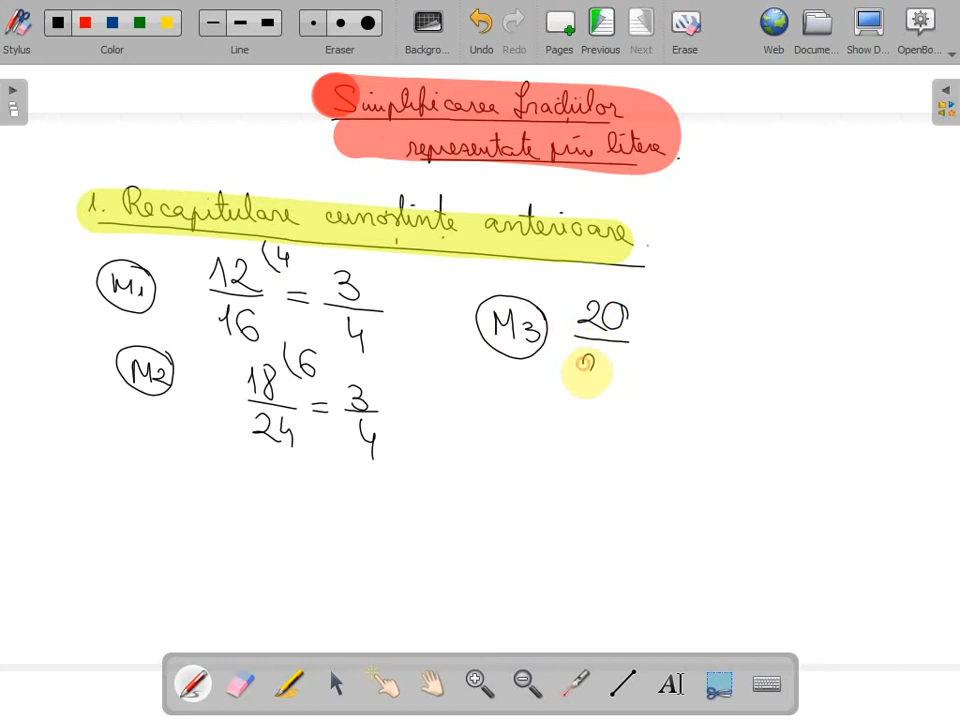 Stylus
Color
Line
Eraser
Backgro...
Undo
Redo
Pages
Previous
Next
Erase
Web
Docume...
Show D...
OpenBo...
Simplificarea fracțiilor
reprezentate prin litere.
1. Recapitulare cunoștințe anterioare.
M1 12/16 (4 = 3/4
M2 18/24 (6 = 3/4
M3 20/